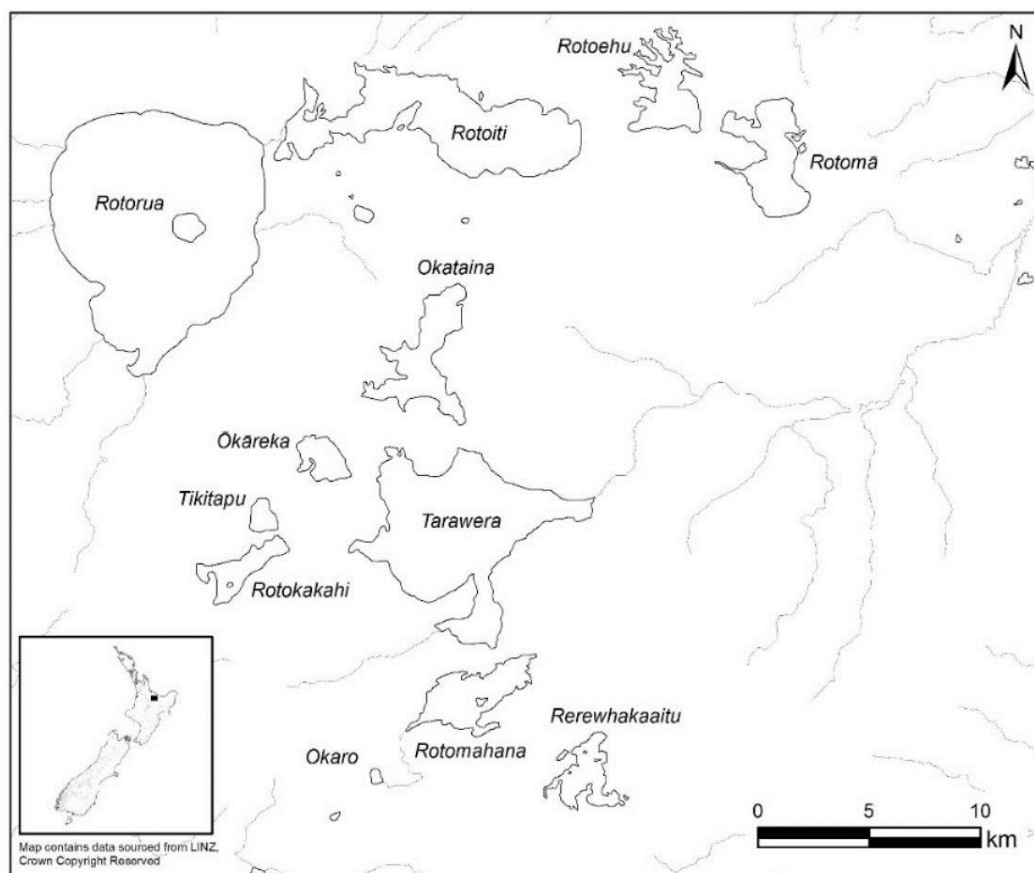 N
Rotoehu
Rotoiti
Rotomā
Rotorua
Okataina
Ōkāreka
Tikitapu
Tarawera
Rotokakahi
Rerewhakaaitu
Rotomahana
Okaro
0 5 10
km
Map contains data sourced from LINZ,
Crown Copyright Reserved